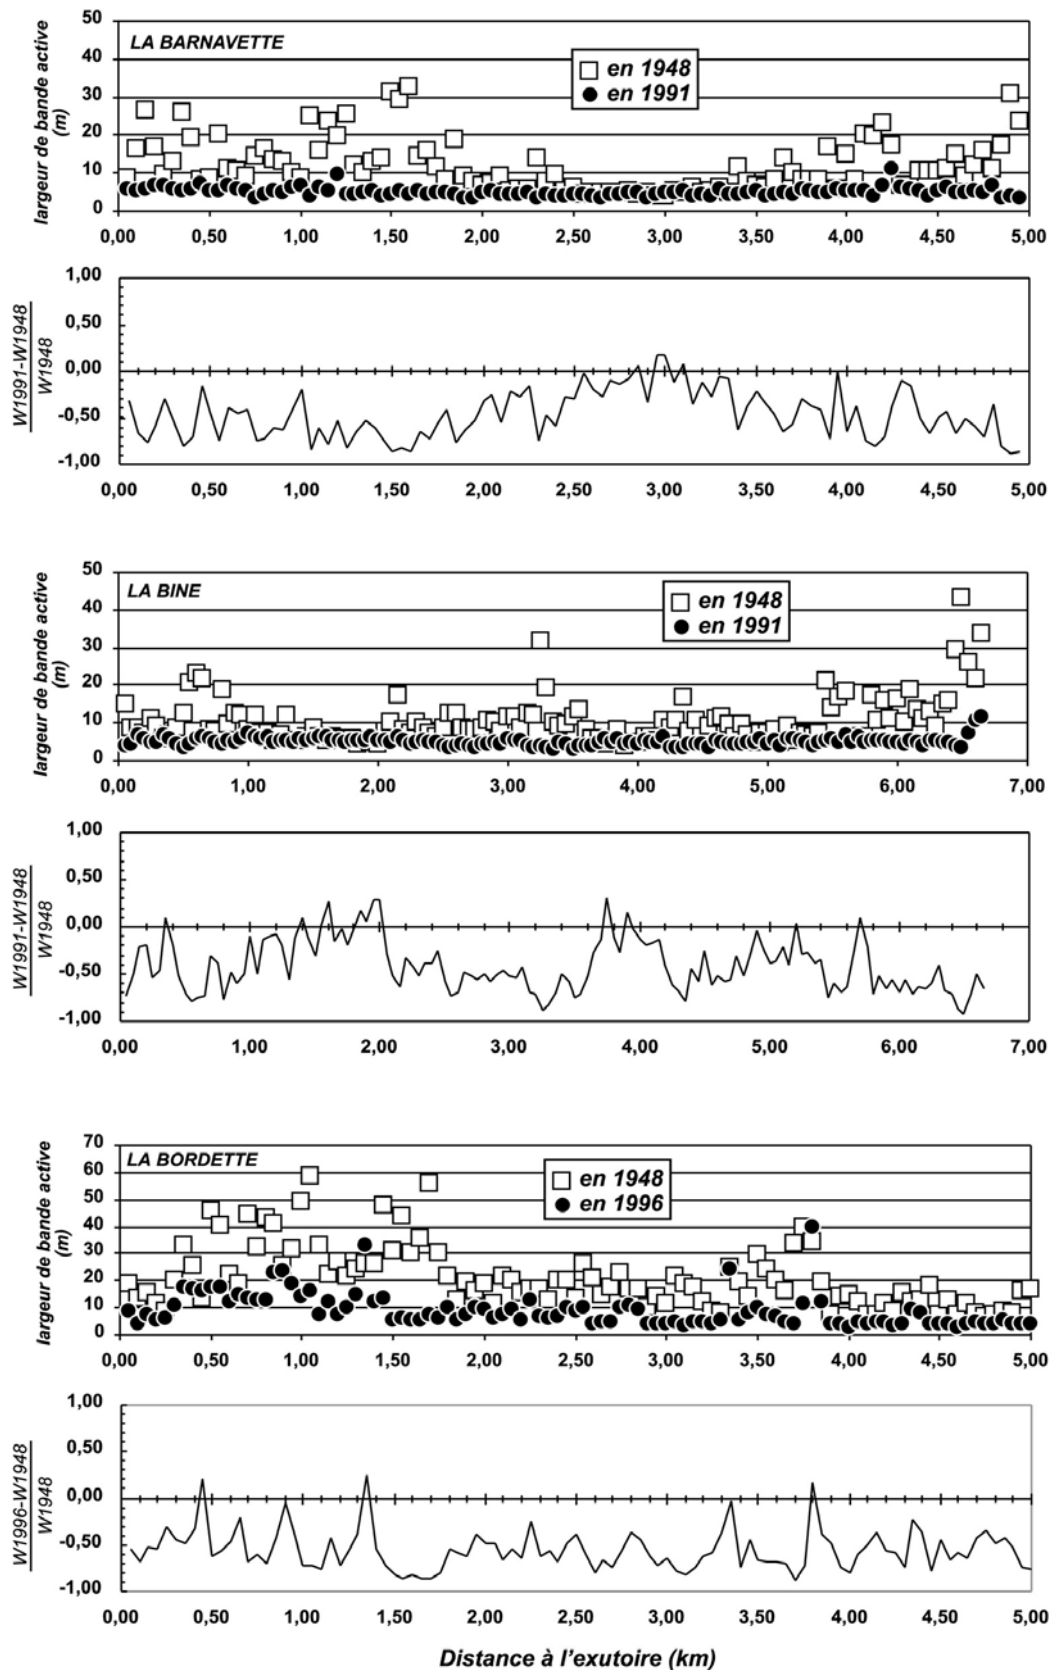 50
40
30
20
10
0
largeur de bande active
(m)
LA BARNAVETTE
en 1948
en 1991
0,00 0,50 1,00 1,50 2,00 2,50 3,00 3,50 4,00 4,50 5,00
1,00
0,50
0,00
-0,50
-1,00
W1991-W1948
W1948
0,00 0,50 1,00 1,50 2,00 2,50 3,00 3,50 4,00 4,50 5,00
50
40
30
20
10
0
largeur de bande active
(m)
LA BINE
en 1948
en 1991
0,00 1,00 2,00 3,00 4,00 5,00 6,00 7,00
1,00
0,50
0,00
-0,50
-1,00
W1991-W1948
W1948
0,00 1,00 2,00 3,00 4,00 5,00 6,00 7,00
70
60
50
40
30
20
10
0
largeur de bande active
(m)
LA BORDETTE
en 1948
en 1996
0,00 0,50 1,00 1,50 2,00 2,50 3,00 3,50 4,00 4,50 5,00
1,00
0,50
0,00
-0,50
-1,00
W1996-W1948
W1948
0,00 0,50 1,00 1,50 2,00 2,50 3,00 3,50 4,00 4,50 5,00
Distance à l'exutoire (km)